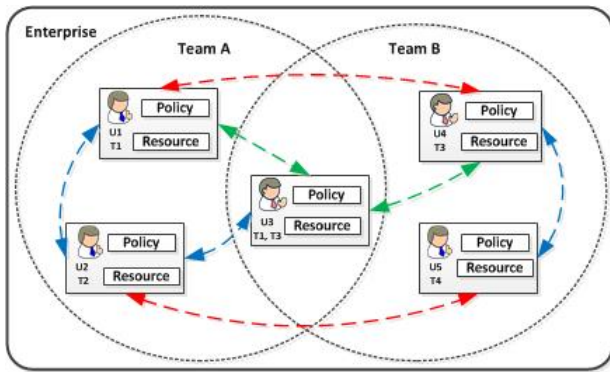 Enterprise
Team A
Team B
Policy
U1
T1
Resource
Policy
U4
T3
Resource
Policy
U3
T1, T3
Resource
Policy
U2
T2
Resource
Policy
U5
T4
Resource